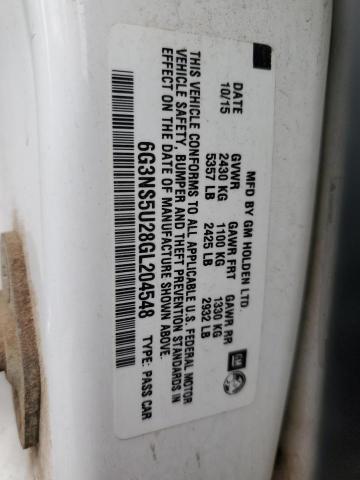 MFD BY GM HOLDEN LTD
DATE GVWR GAWR FRT GAWR RR
10/15 2430 KG 1100 KG 1330 KG
5357 LB 2425 LB 2932 LB
GM
THIS VEHICLE CONFORMS TO ALL APPLICABLE U.S. FEDERAL MOTOR
VEHICLE SAFETY, BUMPER AND THEFT PREVENTION STANDARDS IN
EFFECT ON THE DATE OF MANUFACTURE SHOWN ABOVE.
6G3NS5U28GL204548 TYPE: PASS CAR